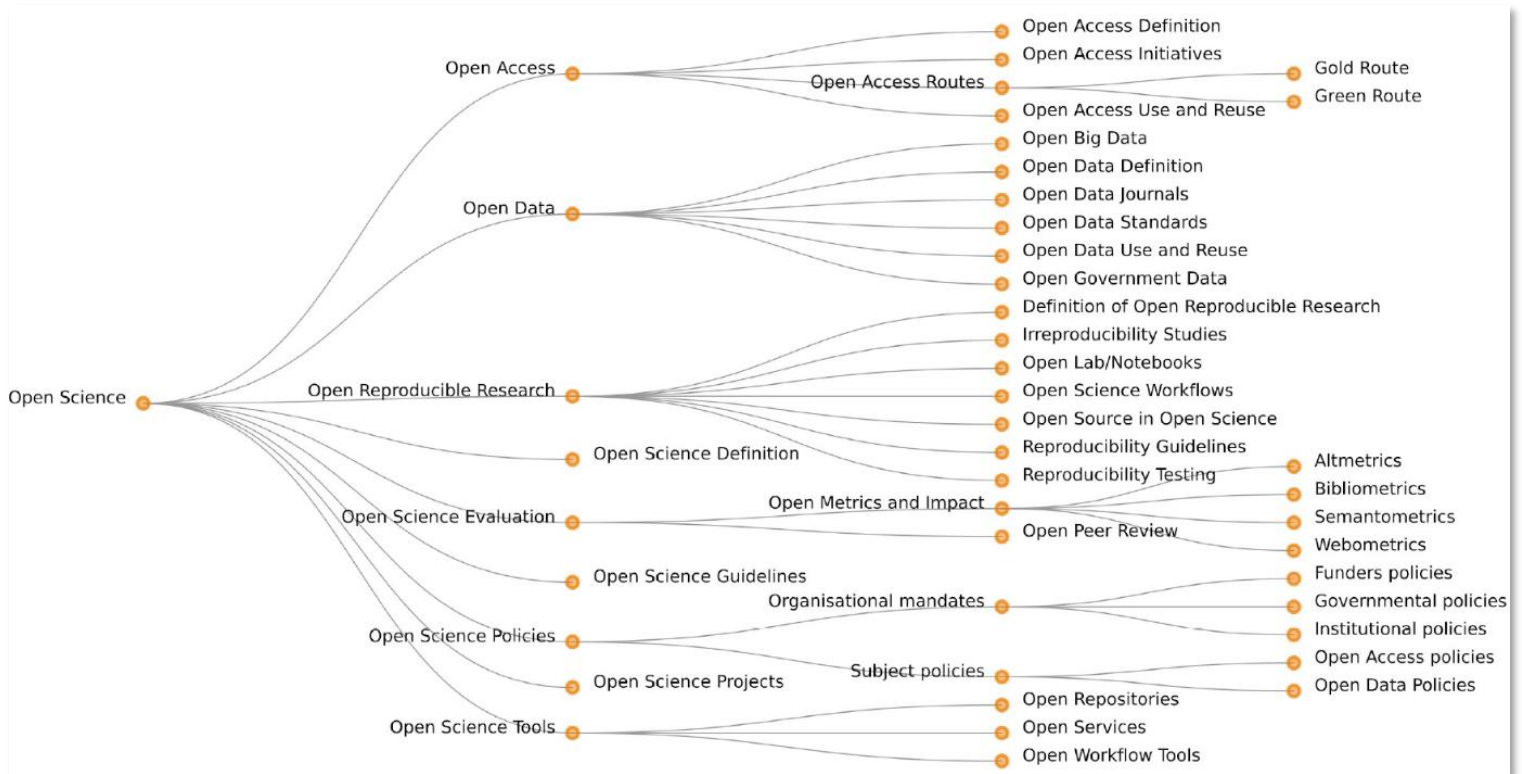 Open Science
Open Access
Open Access Definition
Open Access Initiatives
Open Access Routes
Gold Route
Green Route
Open Access Use and Reuse
Open Data
Open Big Data
Open Data Definition
Open Data Journals
Open Data Standards
Open Data Use and Reuse
Open Government Data
Open Reproducible Research
Definition of Open Reproducible Research
Irreproducibility Studies
Open Lab/Notebooks
Open Science Workflows
Open Source in Open Science
Reproducibility Guidelines
Reproducibility Testing
Open Science Definition
Open Science Evaluation
Open Metrics and Impact
Altmetrics
Bibliometrics
Semantometrics
Webometrics
Open Peer Review
Open Science Guidelines
Open Science Policies
Organisational mandates
Funders policies
Governmental policies
Institutional policies
Subject policies
Open Access policies
Open Data Policies
Open Science Projects
Open Science Tools
Open Repositories
Open Services
Open Workflow Tools